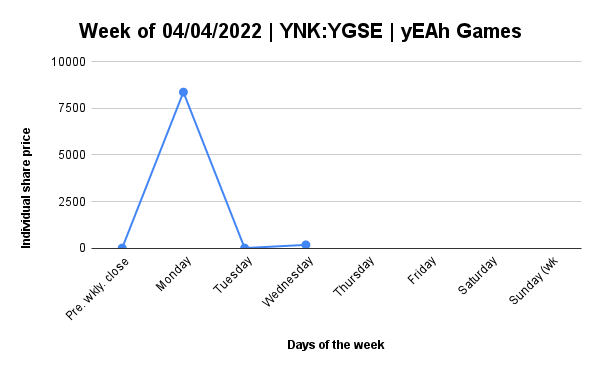 Week of 04/04/2022 | YNK:YGSE | yEAh Games
10000
7500
5000
2500
0
Individual share price
Pre. wkly. close
Monday
Tuesday
Wednesday
Thursday
Friday
Saturday
Sunday (wk
Days of the week